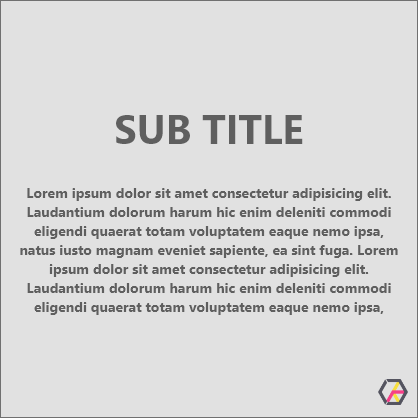 SUB TITLE
Lorem ipsum dolor sit amet consectetur adipisicing elit.
Laudantium dolorum harum hic enim deleniti commodi
eligendi quaerat totam voluptatem eaque nemo ipsa,
natus iusto magnam eveniet sapiente, ea sint fuga. Lorem
ipsum dolor sit amet consectetur adipisicing elit.
Laudantium dolorum harum hic enim deleniti commodi
eligendi quaerat totam voluptatem eaque nemo ipsa,